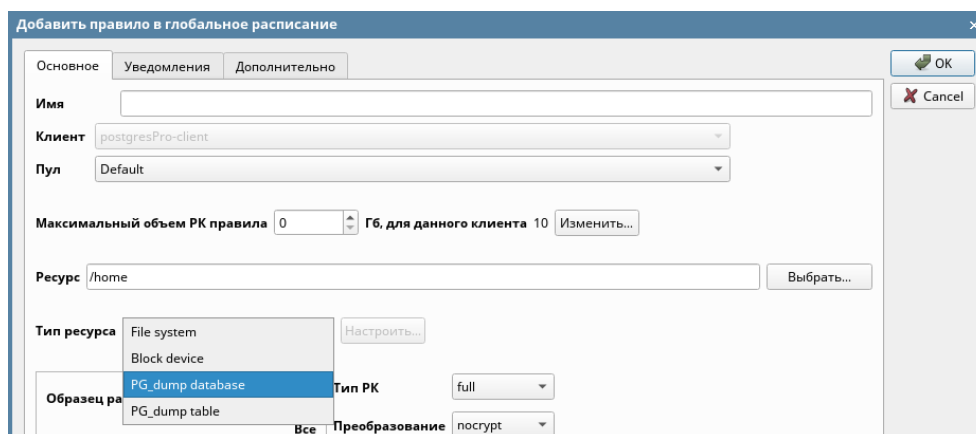 Добавить правило в глобальное расписание
Основное Уведомления Дополнительно
OK
Cancel
Имя
Клиент postgresPro-client
Пул Default
Максимальный объем РК правила 0 Гб, для данного клиента 10 Изменить...
Ресурс /home Выбрать...
Тип ресурса File system Настроить...
Block device
PG_dump database
PG_dump table
Образец ра
Тип РК full
Все Преобразование nocrypt